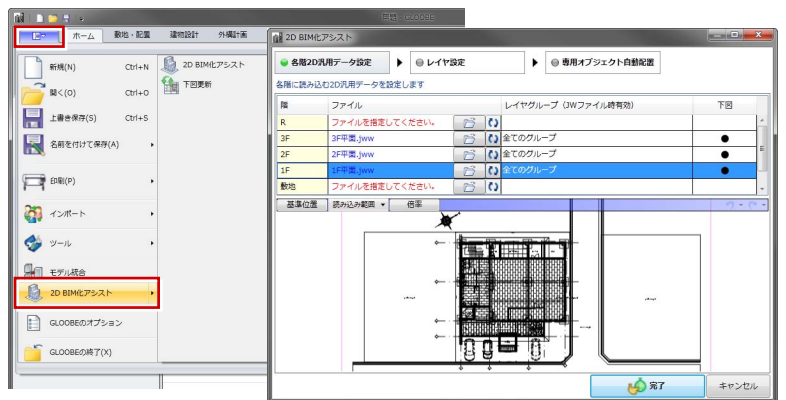 無題 - GLOOBE
ホーム 敷地・配置 建物設計 外構計画
新規(N) Ctrl+N
開く(O) Ctrl+O
上書き保存(S) Ctrl+S
名前を付けて保存(A)
印刷(P)
インポート
ツール
モデル統合
2D BIM化アシスト
GLOOBEのオプション
GLOOBEの終了(X)
2D BIM化アシスト
下図更新
2D BIM化アシスト
各階2D汎用データ設定 レイヤ設定 専用オブジェクト自動配置
各階に読み込む2D汎用データを設定します
階 ファイル レイヤグループ (JWファイル時有効) 下図
R ファイルを指定してください。
3F 3F平面.jww 全てのグループ ●
2F 2F平面.jww 全てのグループ ●
1F 1F平面.jww 全てのグループ ●
敷地 ファイルを指定してください。
基準位置 読み込み範囲 倍率
完了 キャンセル